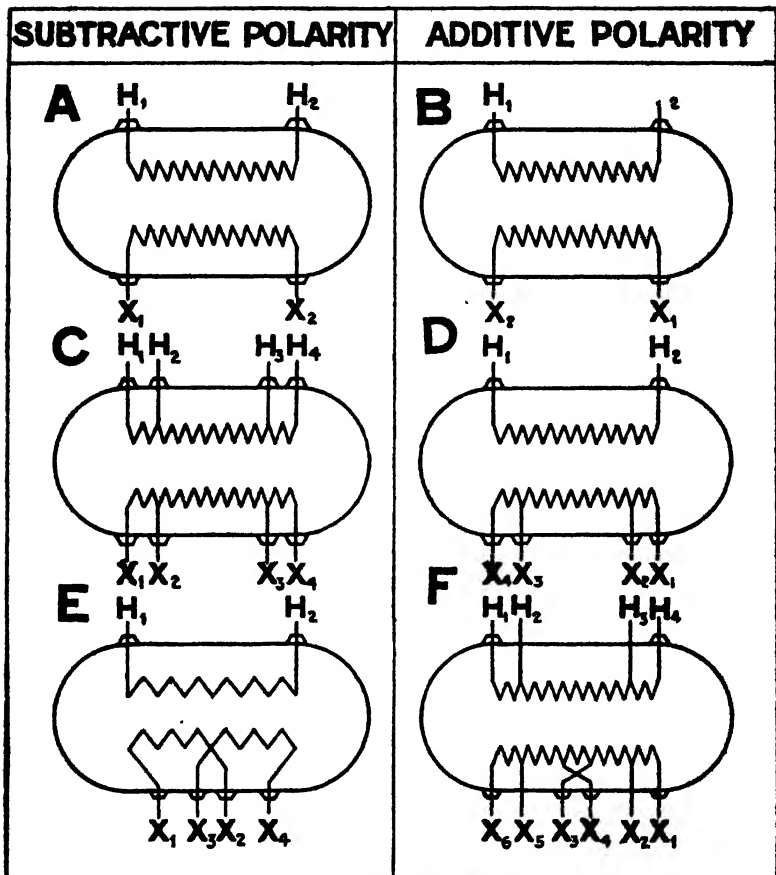 SUBTRACTIVE POLARITY
ADDITIVE POLARITY
A
H₁ H₂
X₁ X₂
B
H₁ ₂
X₂ X₁
C
H₁ H₂ H₃ H₄
X₁ X₂ X₃ X₄
D
H₁ H₂
X₄ X₃ X₂ X₁
E
H₁ H₂
X₁ X₃ X₂ X₄
F
H₁ H₂ H₃ H₄
X₆ X₅ X₃ X₄ X₂ X₁